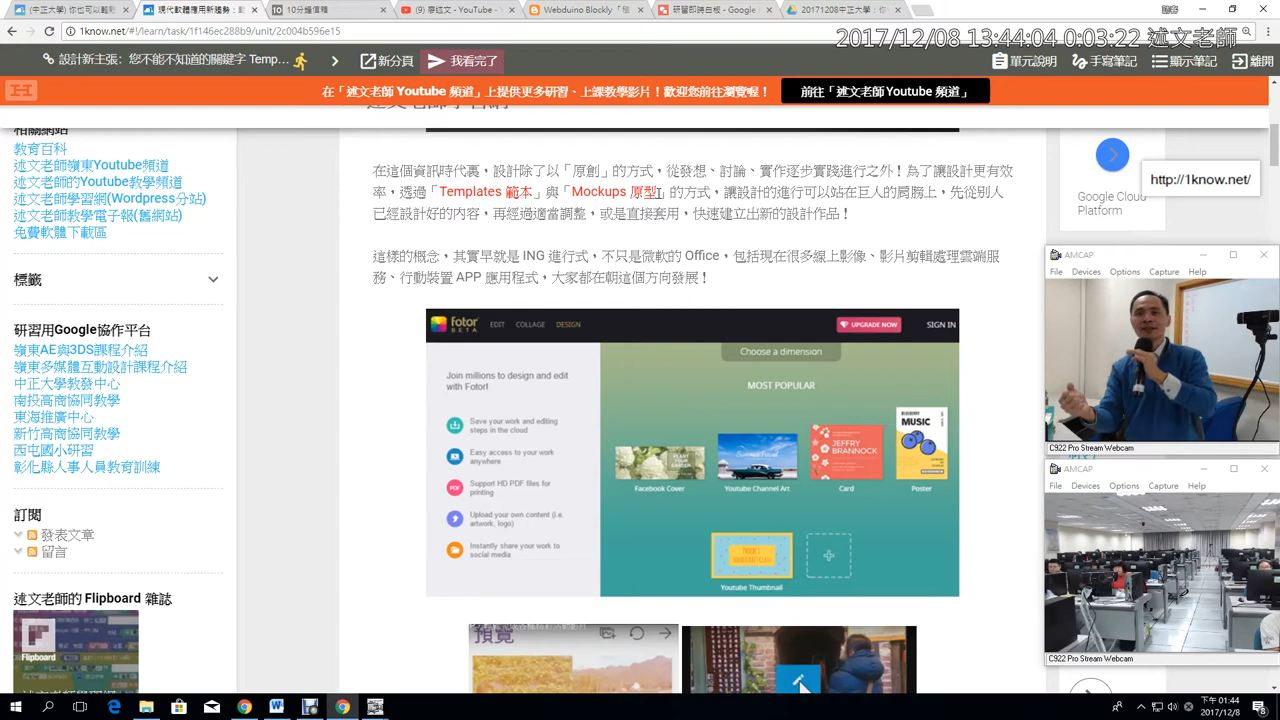 (中正大學) 你也可以輕鬆
現代軟體應用新趨勢：
10分鐘值穡
(9) 廖述文 - YouTube -
Webduino Blockly 「
研習即將自
Google
20171208中正大學：
1know.net/#!/learn/task/1f146ec288b9/unit/2c004b596e15
2017/12/08 13:44:04 0:03:22 述文老師
設計新主張：您不能不知道的關鍵字 Temp...
新分頁
我看完了
單元說明
手寫筆記
顯示筆記
離開
在「述文老師 Youtube 頻道」上提供更多研習、上課教學影片！歡迎您前往瀏覽喔！
前往「述文老師 Youtube 頻道」
述文老師學習網
相關網站
教育百科
述文老師嶺東Youtube頻道
述文老師的Youtube教學頻道
述文老師學習網(Wordpress分站)
述文老師教學電子報(舊網站)
免費軟體下載區
標籤
研習用Google協作平台
嶺東AE與3DS課程介紹
嶺東多媒體互動設計課程介紹
中正大學教發中心
南投高商協同教學
東海推廣中心
新竹高商協同教學
西屯國小研習
彰化縣人事人員教育訓練
訂閱
發表文章
留言
老師的 Flipboard 雜誌
Flipboard
在這個資訊時代裏，設計除了以「原創」的方式，從發想、討論、實作逐步實踐進行之外！為了讓設計更有效
率，透過「Templates 範本」與「Mockups 原型」的方式，讓設計的進行可以站在巨人的肩膀上，先從別人
已經設計好的內容，再經過適當調整，或是直接套用，快速建立出新的設計作品！
這樣的概念，其實早就是 ING 進行式，不只是微軟的 Office，包括現在很多線上影像、影片剪輯處理雲端服
務、行動裝置 APP 應用程式，大家都在朝這個方向發展！
fotor
BETA
EDIT
COLLAGE
DESIGN
UPGRADE NOW
SIGN IN
Join millions to design and edit
with Fotor!
Save your work and editing
steps in the cloud
Easy access to your work
anywhere
PDF
Support HD PDF files for
printing
Upload your own content (i.e
artwork, logo)
Instantly share your work to
social media
Choose a dimension
MOST POPULAR
PLANT
Facebook Cover
Youtube Channel Art
JEFFRY
BRANNOCK
Card
BLUEBERRY
MUSIC
Poster
Youtube Thumbnail
預覽
Google Cloud
Platform
http://1know.net/
AMCAP
File Devices Options Capture Help
C922 Pro Stream Webcam
AMCAP
File Devices Options Capture Help
C922 Pro Stream Webcam
下午 01:44
2017/12/8